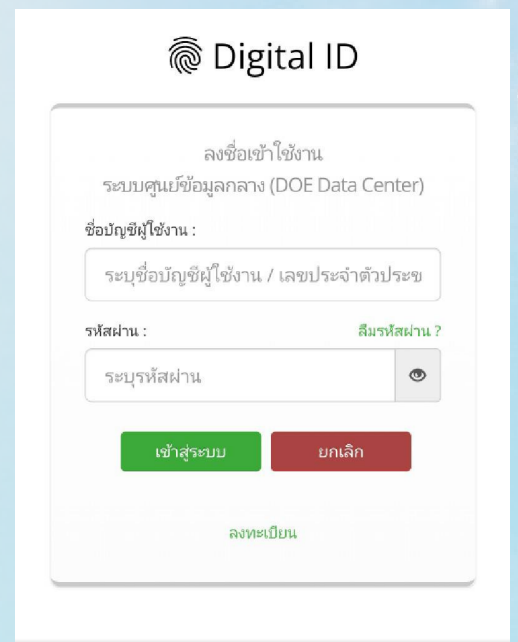 Digital ID
ลงชื่อเข้าใช้งาน
ระบบศูนย์ข้อมูลกลาง (DOE Data Center)
ชื่อบัญชีผู้ใช้งาน :
ระบุชื่อบัญชีผู้ใช้งาน / เลขประจำตัวประช
รหัสผ่าน :
ลืมรหัสผ่าน ?
ระบุรหัสผ่าน
เข้าสู่ระบบ
ยกเลิก
ลงทะเบียน